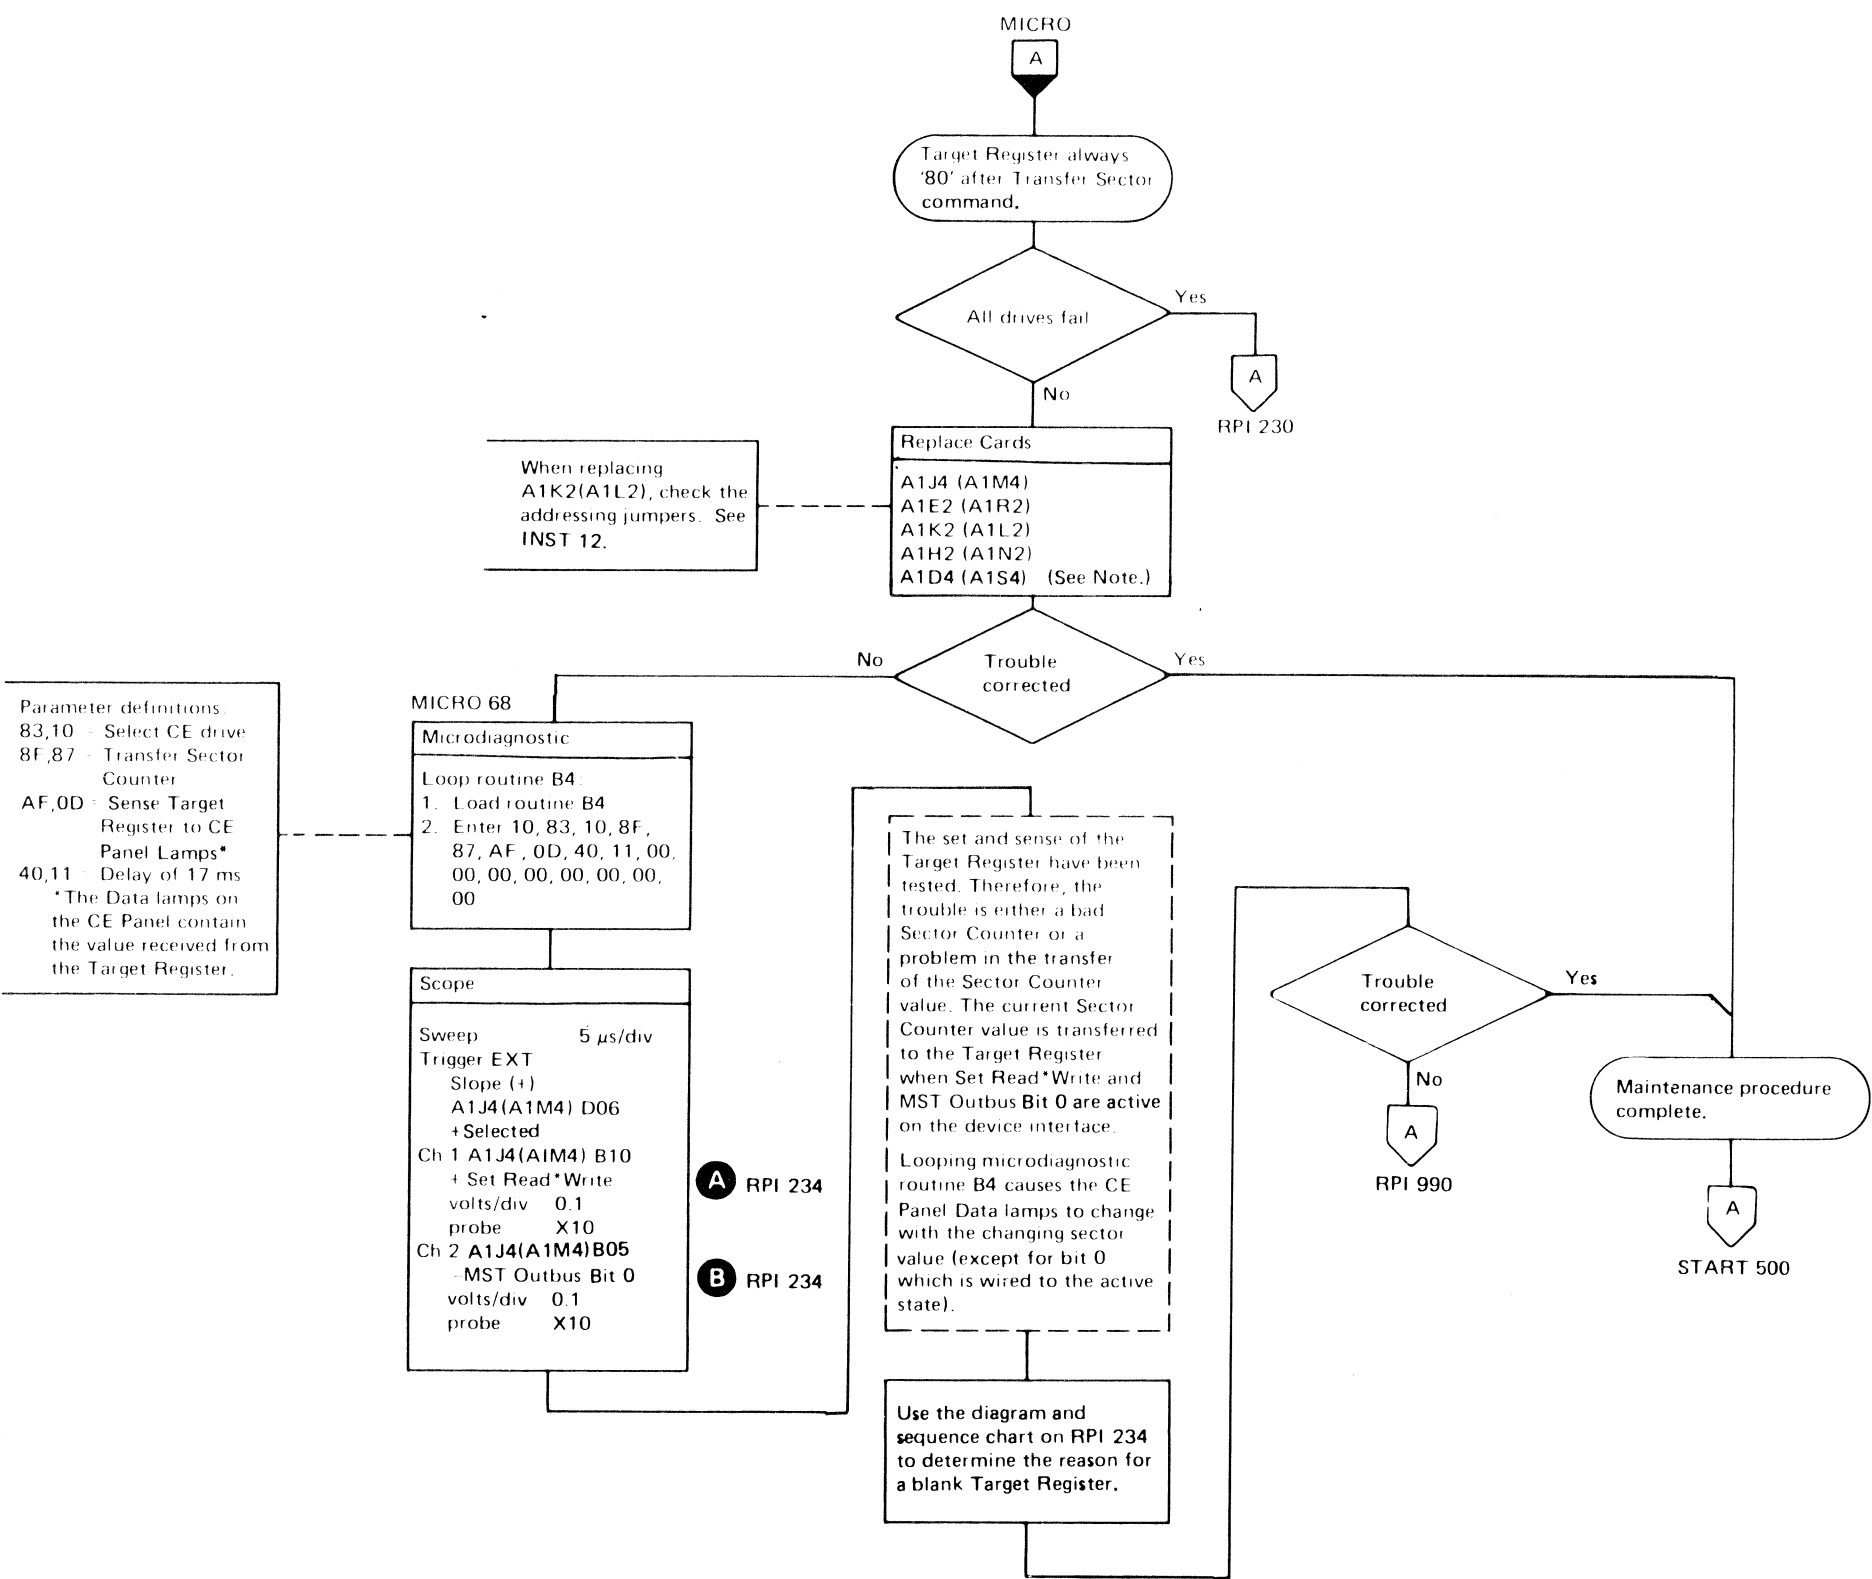 MICRO
A
Target Register always
'80' after Transfer Sector
command.
All drives fail
Yes
A
RPI 230
No
Replace Cards
A1J4 (A1M4)
A1E2 (A1R2)
A1K2 (A1L2)
A1H2 (A1N2)
A1D4 (A1S4) (See Note.)
When replacing
A1K2(A1L2), check the
addressing jumpers. See
INST 12.
Trouble
corrected
No
Yes
Parameter definitions:
83,10 - Select CE drive
8F,87 - Transfer Sector
Counter
AF,0D - Sense Target
Register to CE
Panel Lamps*
40,11 - Delay of 17 ms
*The Data lamps on
the CE Panel contain
the value received from
the Target Register.
MICRO 68
Microdiagnostic
Loop routine B4:
1. Load routine B4
2. Enter 10, 83, 10, 8F,
87, AF, 0D, 40, 11, 00,
00, 00, 00, 00, 00, 00,
00
Scope
Sweep 5 µs/div
Trigger EXT
Slope (+)
A1J4(A1M4) D06
+Selected
Ch 1 A1J4(AIM4) B10
+ Set Read*Write
volts/div 0.1
probe X10
Ch 2 A1J4(A1M4)B05
-MST Outbus Bit 0
volts/div 0.1
probe X10
A RPI 234
B RPI 234
The set and sense of the
Target Register have been
tested. Therefore, the
trouble is either a bad
Sector Counter or a
problem in the transfer
of the Sector Counter
value. The current Sector
Counter value is transferred
to the Target Register
when Set Read*Write and
MST Outbus Bit 0 are active
on the device interface.
Looping microdiagnostic
routine B4 causes the CE
Panel Data lamps to change
with the changing sector
value (except for bit 0
which is wired to the active
state).
Use the diagram and
sequence chart on RPI 234
to determine the reason for
a blank Target Register.
Trouble
corrected
Yes
No
A
RPI 990
Maintenance procedure
complete.
A
START 500